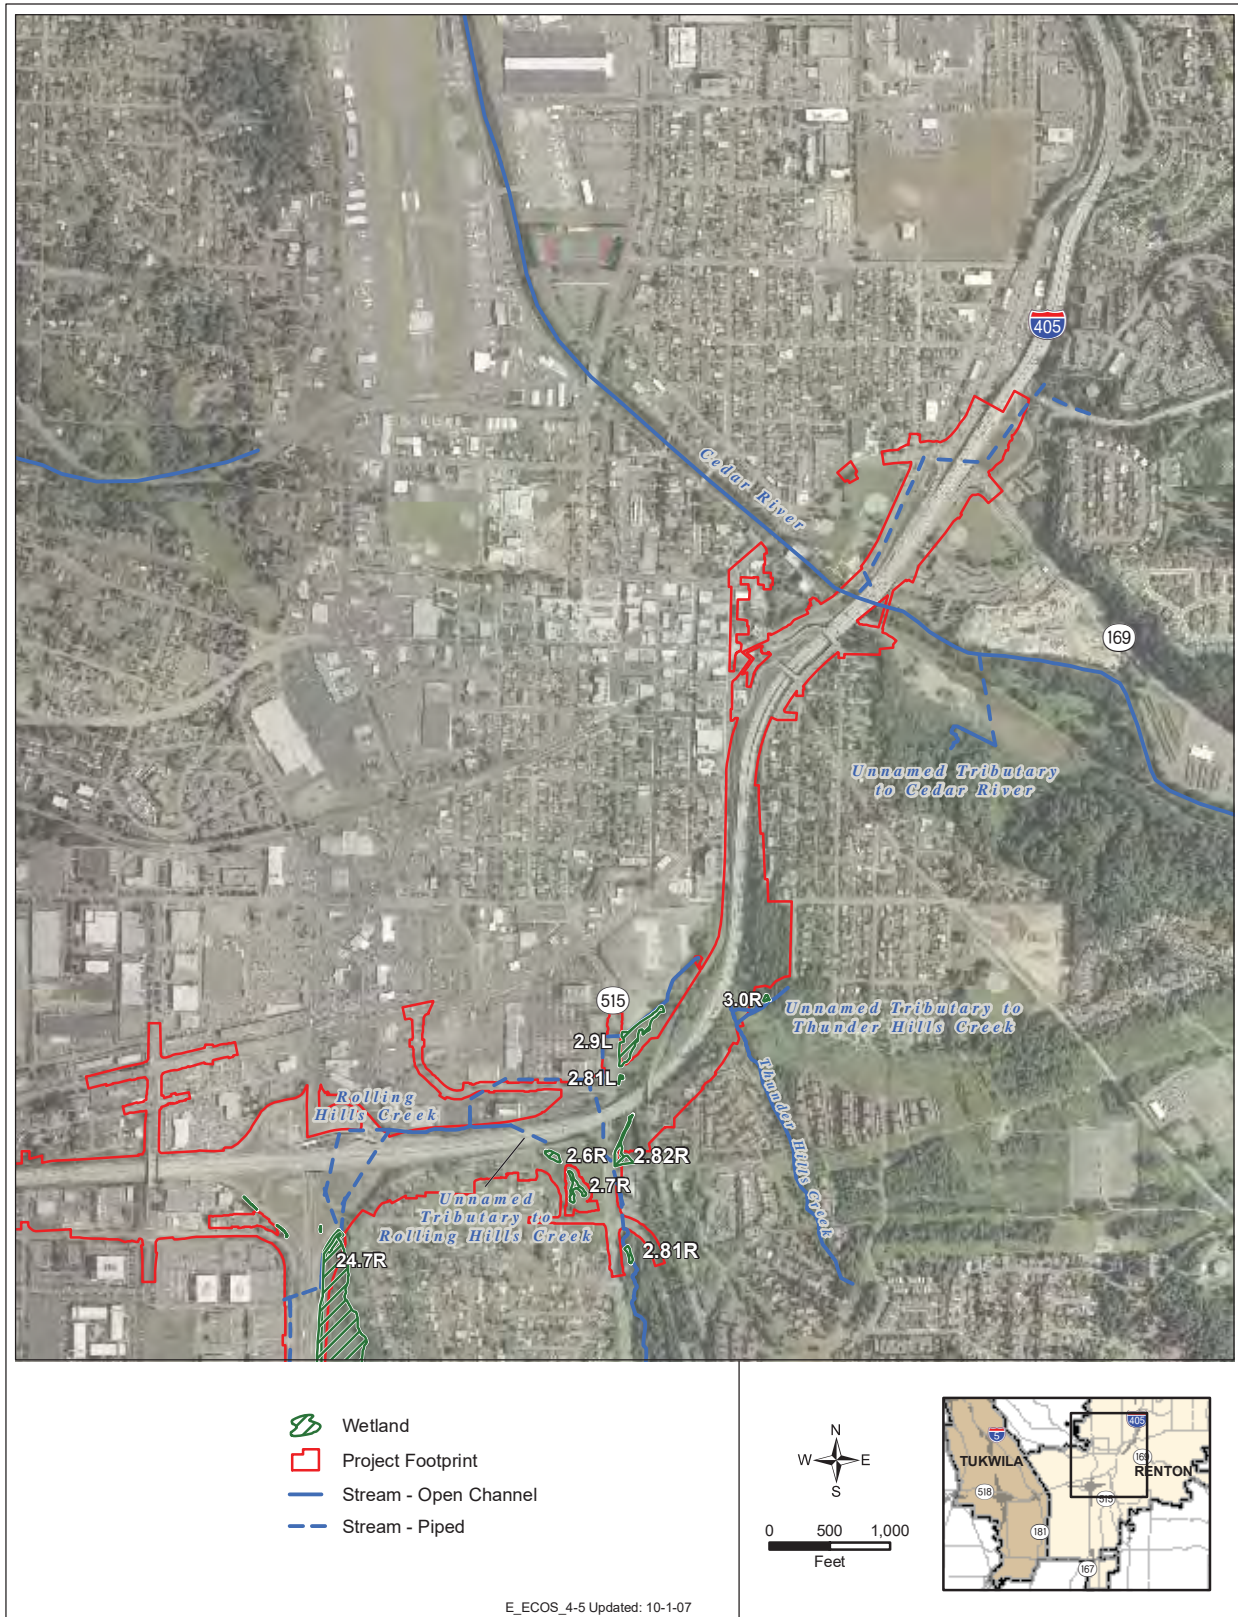 405
Cedar River
169
Unnamed Tributary
to Cedar River
515
3.0R
Unnamed Tributary to
Thunder Hills Creek
2.9L
2.81L
Rolling
Hills Creek
Thunder Hills Creek
2.6R
2.82R
2.7R
Unnamed
Tributary to
Rolling Hills Creek
2.81R
24.7R
Wetland
Project Footprint
Stream - Open Channel
Stream - Piped
N
W E
S
0 500 1,000
Feet
405
5
TUKWILA
169
RENTON
518
515
181
167
E_ECOS_4-5 Updated: 10-1-07